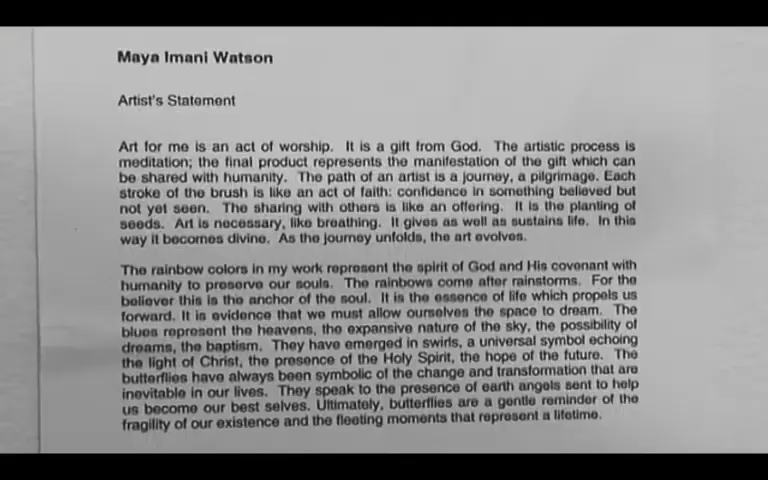 Maya Imani Watson
Artist's Statement
Art for me is an act of worship. It is a gift from God. The artistic process is
meditation; the final product represents the manifestation of the gift which can
be shared with humanity. The path of an artist is a journey, a pilgrimage. Each
stroke of the brush is like an act of faith: confidence in something believed but
not yet seen. The sharing with others is like an offering. It is the planting of
seeds. Art is necessary, like breathing. It gives as well as sustains life. In this
way it becomes divine. As the journey unfolds, the art evolves.
The rainbow colors in my work represent the spirit of God and His covenant with
humanity to preserve our souls. The rainbows come after rainstorms. For the
believer this is the anchor of the soul. It is the essence of life which propels us
forward. It is evidence that we must allow ourselves the space to dream. The
blues represent the heavens, the expansive nature of the sky, the possibility of
dreams, the baptism. They have emerged in swirls, a universal symbol echoing
the light of Christ, the presence of the Holy Spirit, the hope of the future. The
butterflies have always been symbolic of the change and transformation that are
inevitable in our lives. They speak to the presence of earth angels sent to help
us become our best selves. Ultimately, butterflies are a gentle reminder of the
fragility of our existence and the fleeting moments that represent a lifetime.